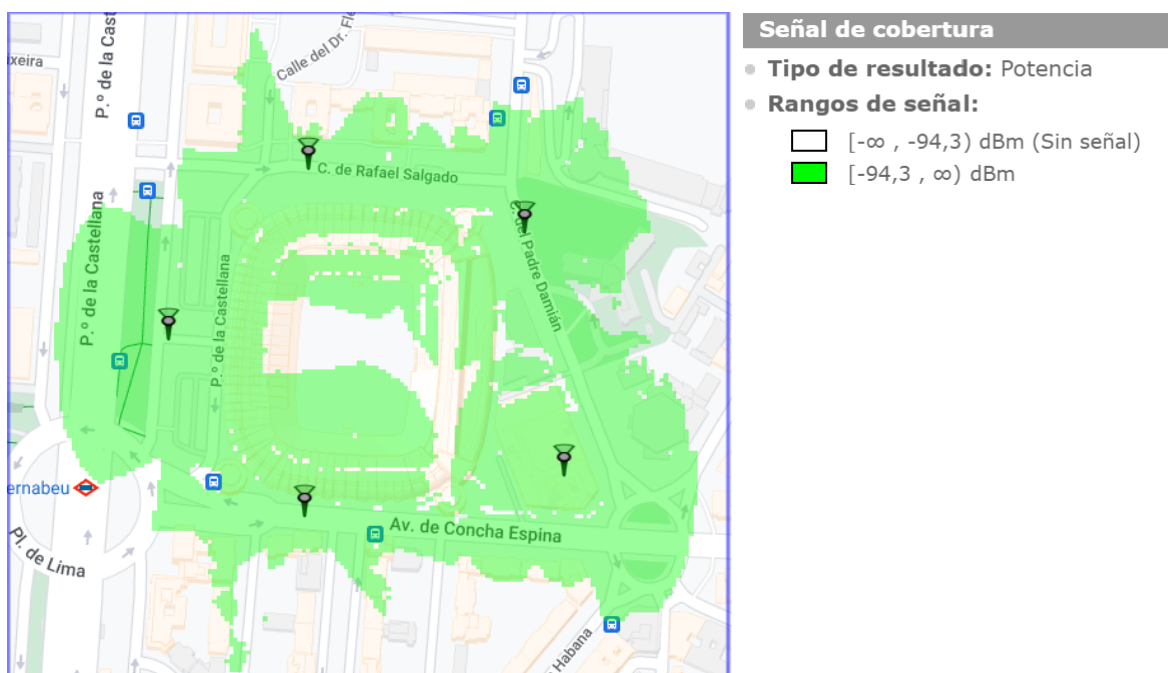 Señal de cobertura
Tipo de resultado: Potencia
Rangos de señal:
[-∞ , -94,3) dBm (Sin señal)
[-94,3 , ∞) dBm
P.º de la Cast
Calle del Dr. Fle
ixeira
C. de Rafael Salgado
P.º de la Castellana
P.º de la Castellana
C. del Padre Damián
ernabeu
Av. de Concha Espina
Pl. de Lima
Habana